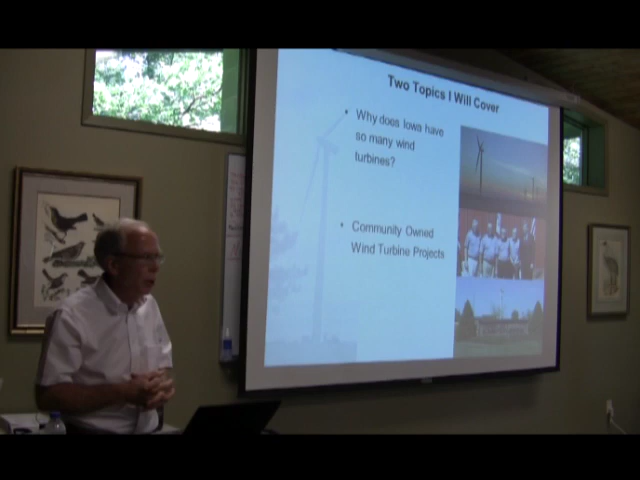 Two Topics I Will Cover
• Why does Iowa have
so many wind
turbines?
• Community Owned
Wind Turbine Projects